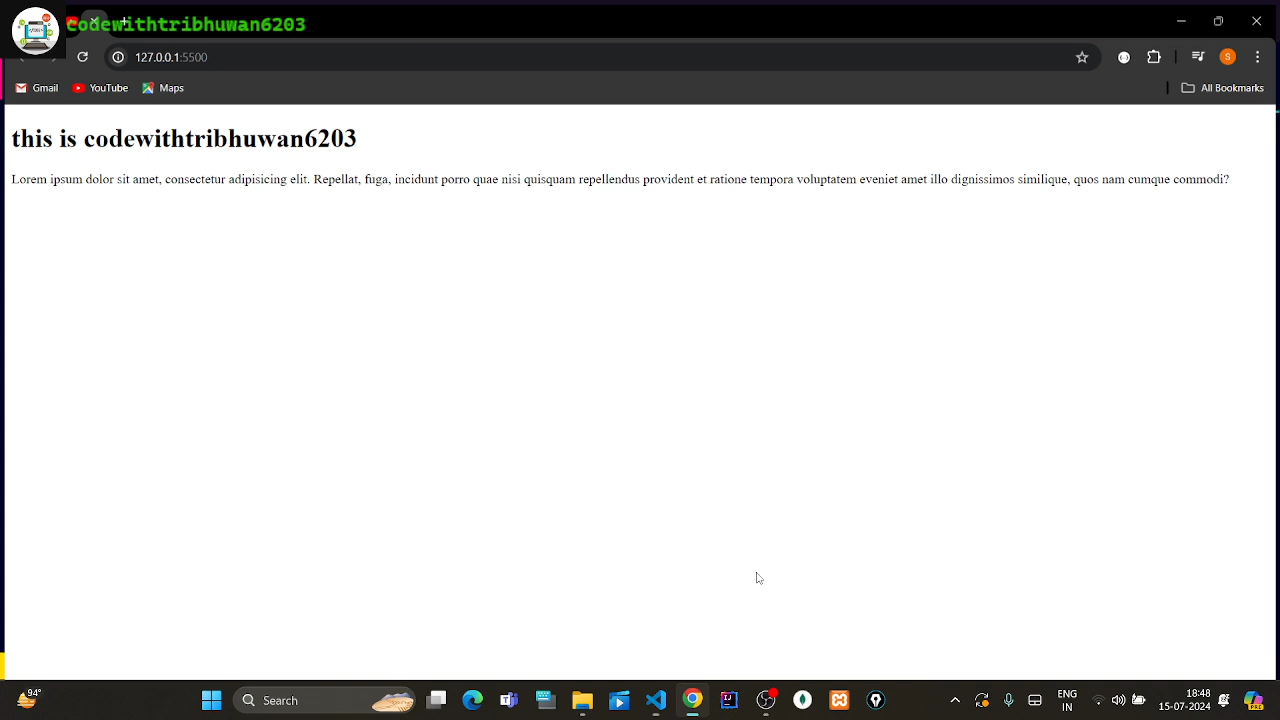 codewithtribhuwan6203
127.0.0.1:5500
Gmail YouTube Maps All Bookmarks
this is codewithtribhuwan6203
Lorem ipsum dolor sit amet, consectetur adipisicing elit. Repellat, fuga, incidunt porro quae nisi quisquam repellendus provident et ratione tempora voluptatem eveniet amet illo dignissimos similique, quos nam cumque commodi?
94°
Search
ENG
IN
18:48
15-07-2024